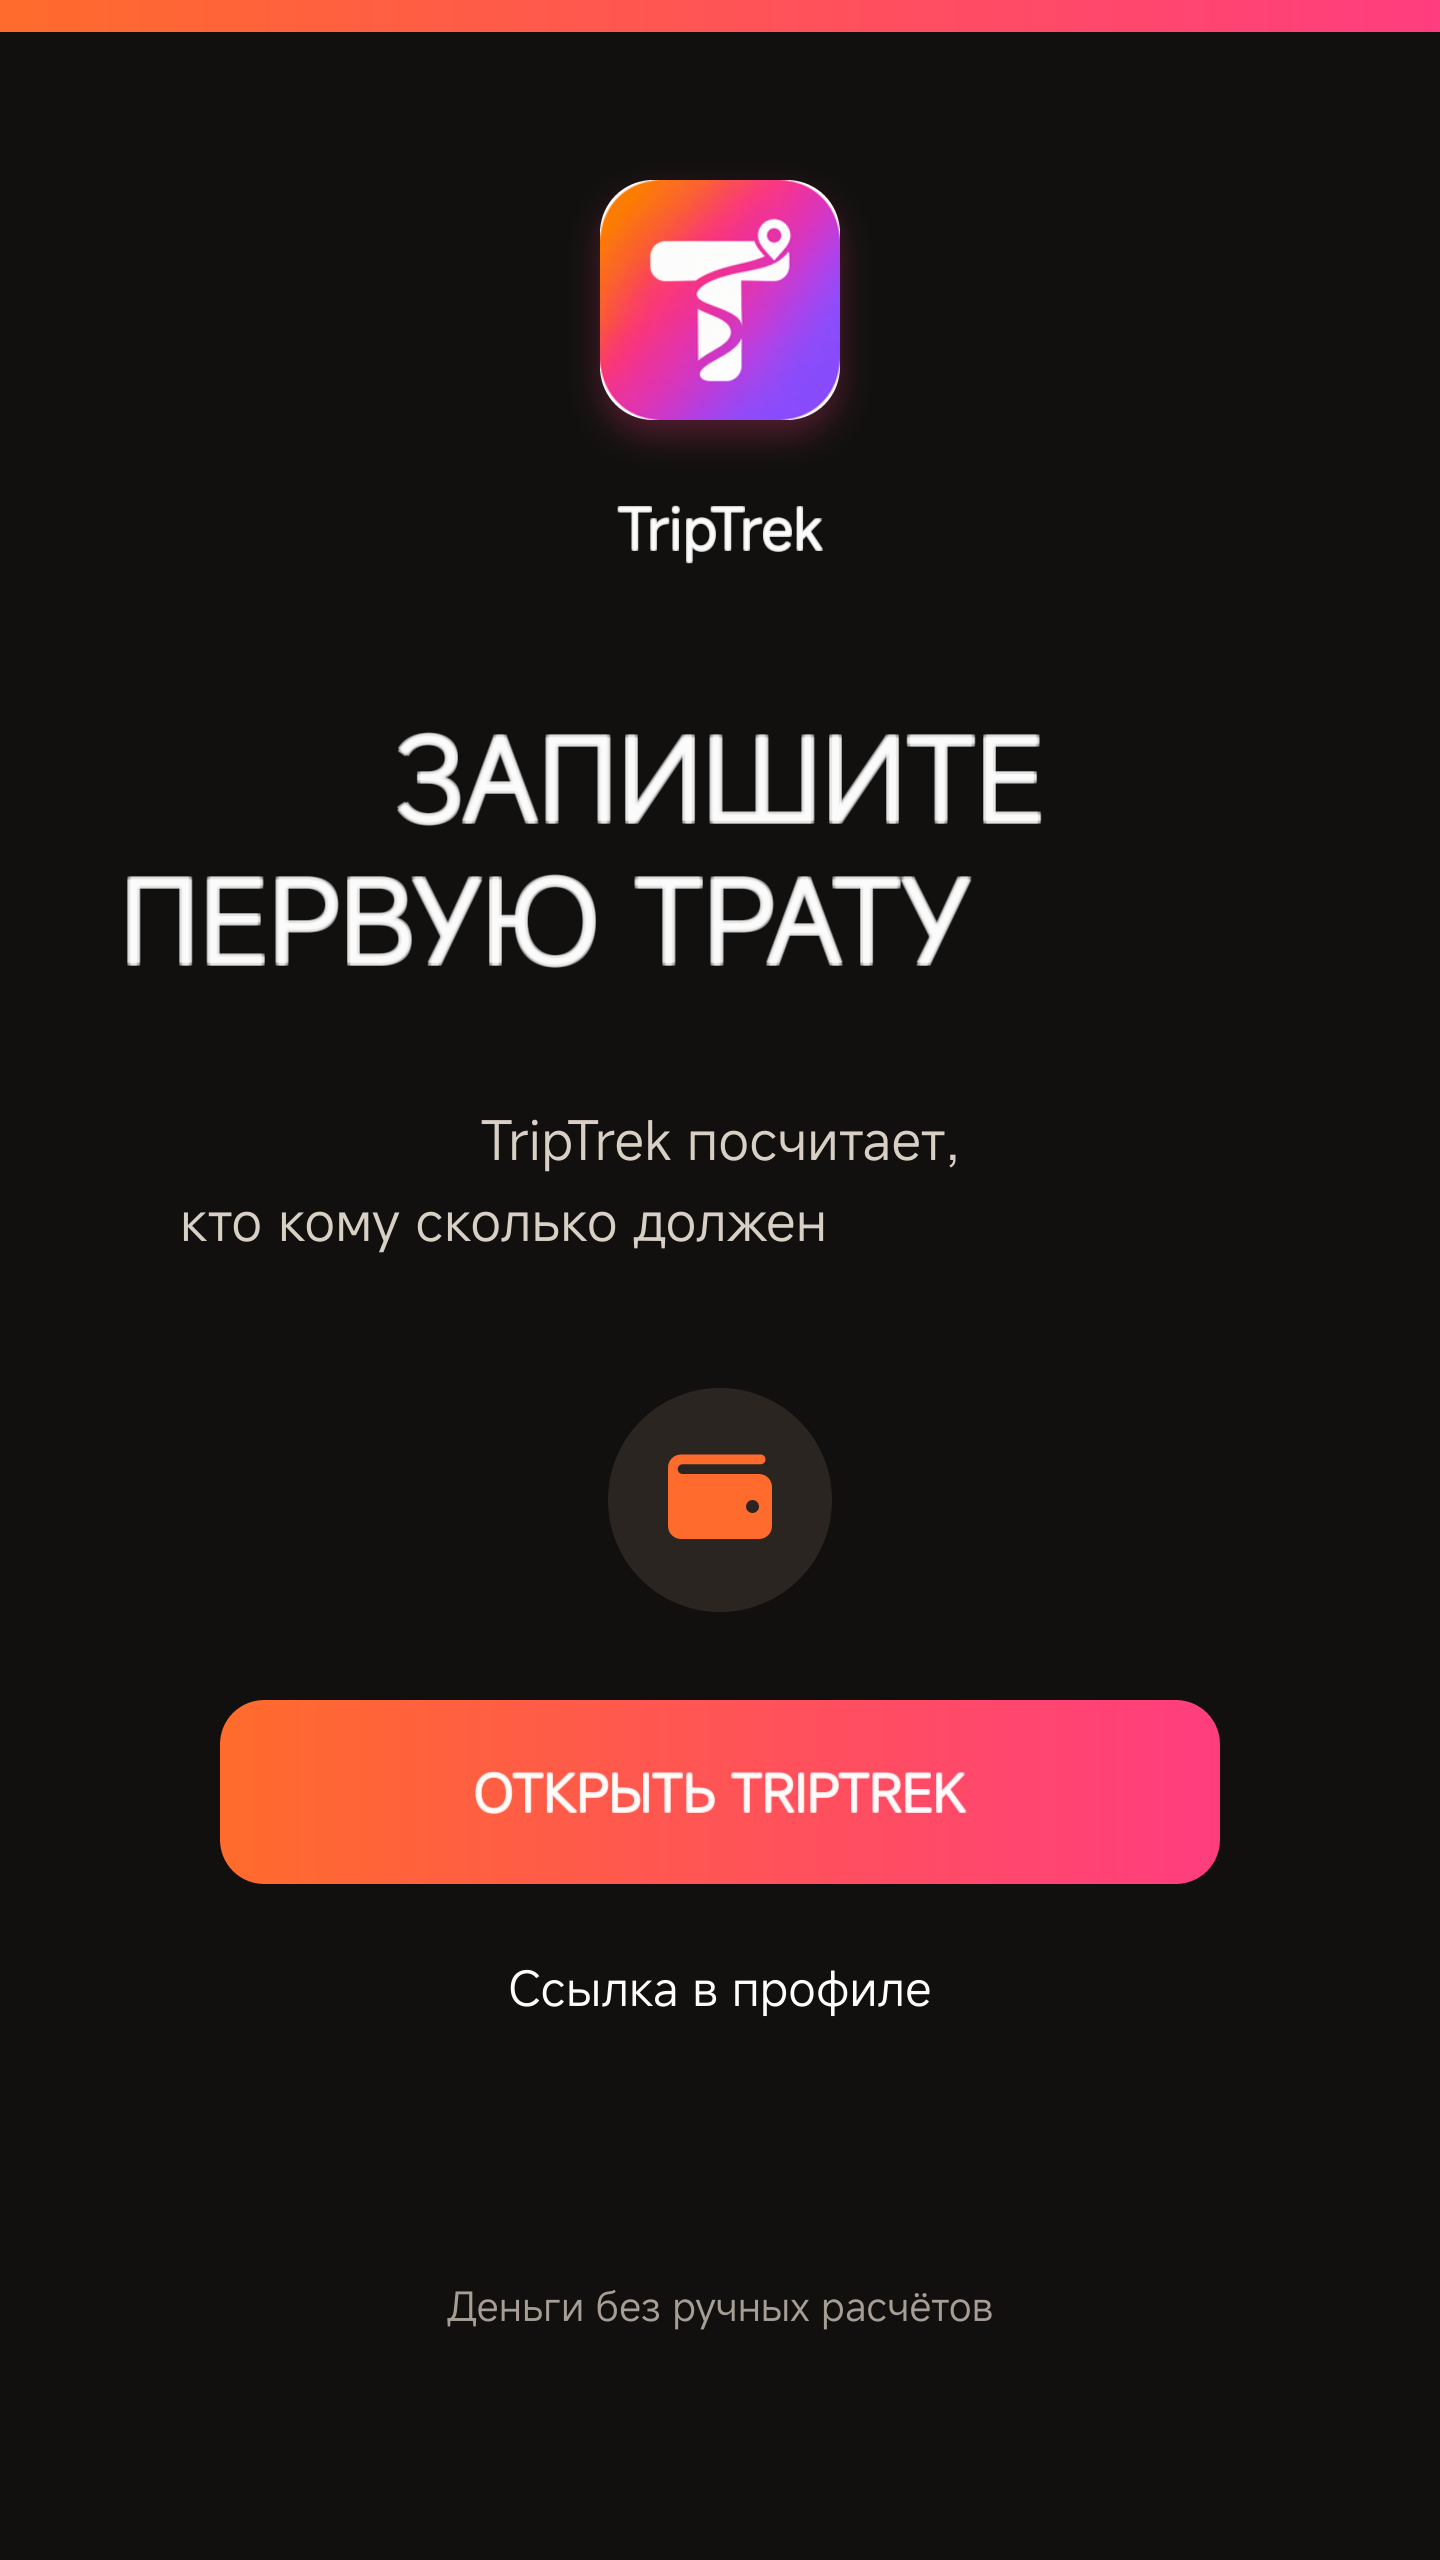 TripTrek
ЗАПИШИТЕ
ПЕРВУЮ ТРАТУ
TripTrek посчитает,
кто кому сколько должен
ОТКРЫТЬ TRIPTREK
Ссылка в профиле
Деньги без ручных расчётов